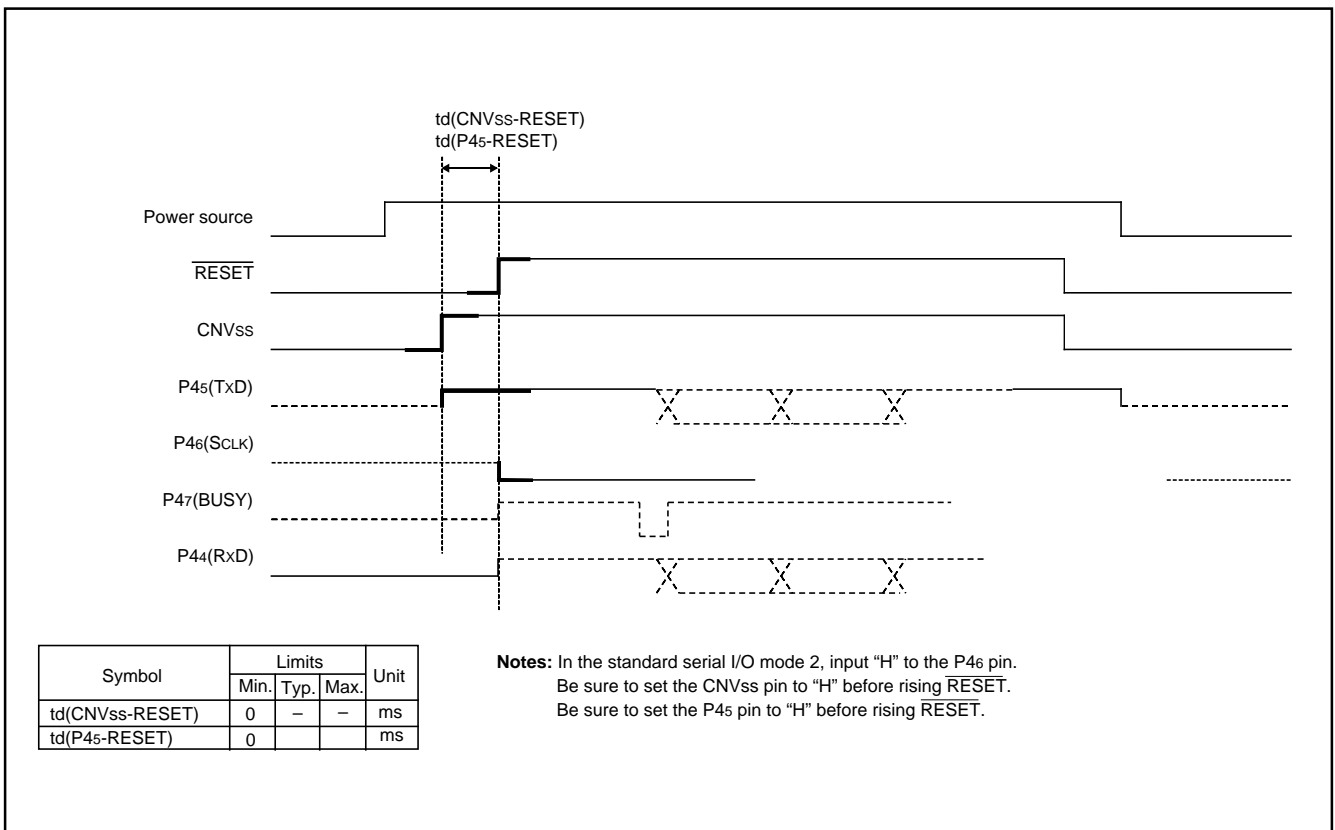 td(CNVss-RESET)
td(P45-RESET)
Power source
RESET
CNVss
P45(TxD)
P46(SCLK)
P47(BUSY)
P44(RxD)
Symbol Limits Unit
Min. Typ. Max.
td(CNVss-RESET) 0 – – ms
td(P45-RESET) 0 ms
Notes: In the standard serial I/O mode 2, input “H” to the P46 pin.
Be sure to set the CNVss pin to “H” before rising RESET.
Be sure to set the P45 pin to “H” before rising RESET.